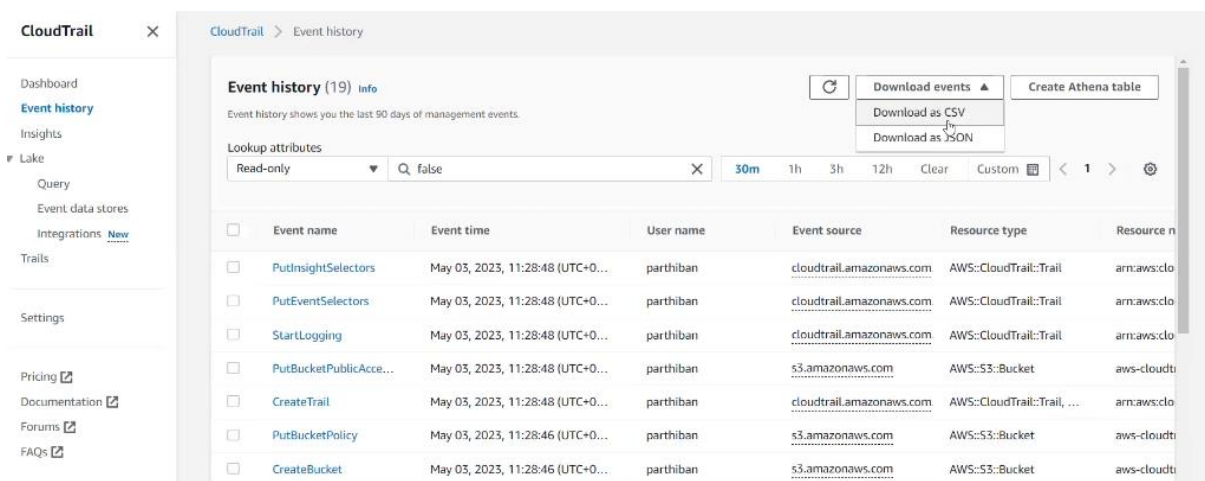 CloudTrail
Dashboard
Event history
Insights
Lake
Query
Event data stores
Integrations New
Trails
Settings
Pricing
Documentation
Forums
FAQs
CloudTrail > Event history
Event history (19) Info
Event history shows you the last 90 days of management events.
Download events
Create Athena table
Download as CSV
Download as JSON
Lookup attributes
Read-only false 30m 1h 3h 12h Clear Custom < 1 >
Event name Event time User name Event source Resource type Resource n
PutInsightSelectors May 03, 2023, 11:28:48 (UTC+0... parthiban cloudtrail.amazonaws.com AWS::CloudTrail::Trail arn:aws:clo
PutEventSelectors May 03, 2023, 11:28:48 (UTC+0... parthiban cloudtrail.amazonaws.com AWS::CloudTrail::Trail arn:aws:clo
StartLogging May 03, 2023, 11:28:48 (UTC+0... parthiban cloudtrail.amazonaws.com AWS::CloudTrail::Trail arn:aws:clo
PutBucketPublicAcce... May 03, 2023, 11:28:48 (UTC+0... parthiban s3.amazonaws.com AWS::S3::Bucket aws-cloudtr
CreateTrail May 03, 2023, 11:28:48 (UTC+0... parthiban cloudtrail.amazonaws.com AWS::CloudTrail::Trail, ... arn:aws:clo
PutBucketPolicy May 03, 2023, 11:28:46 (UTC+0... parthiban s3.amazonaws.com AWS::S3::Bucket aws-cloudtr
CreateBucket May 03, 2023, 11:28:46 (UTC+0... parthiban s3.amazonaws.com AWS::S3::Bucket aws-cloudtr